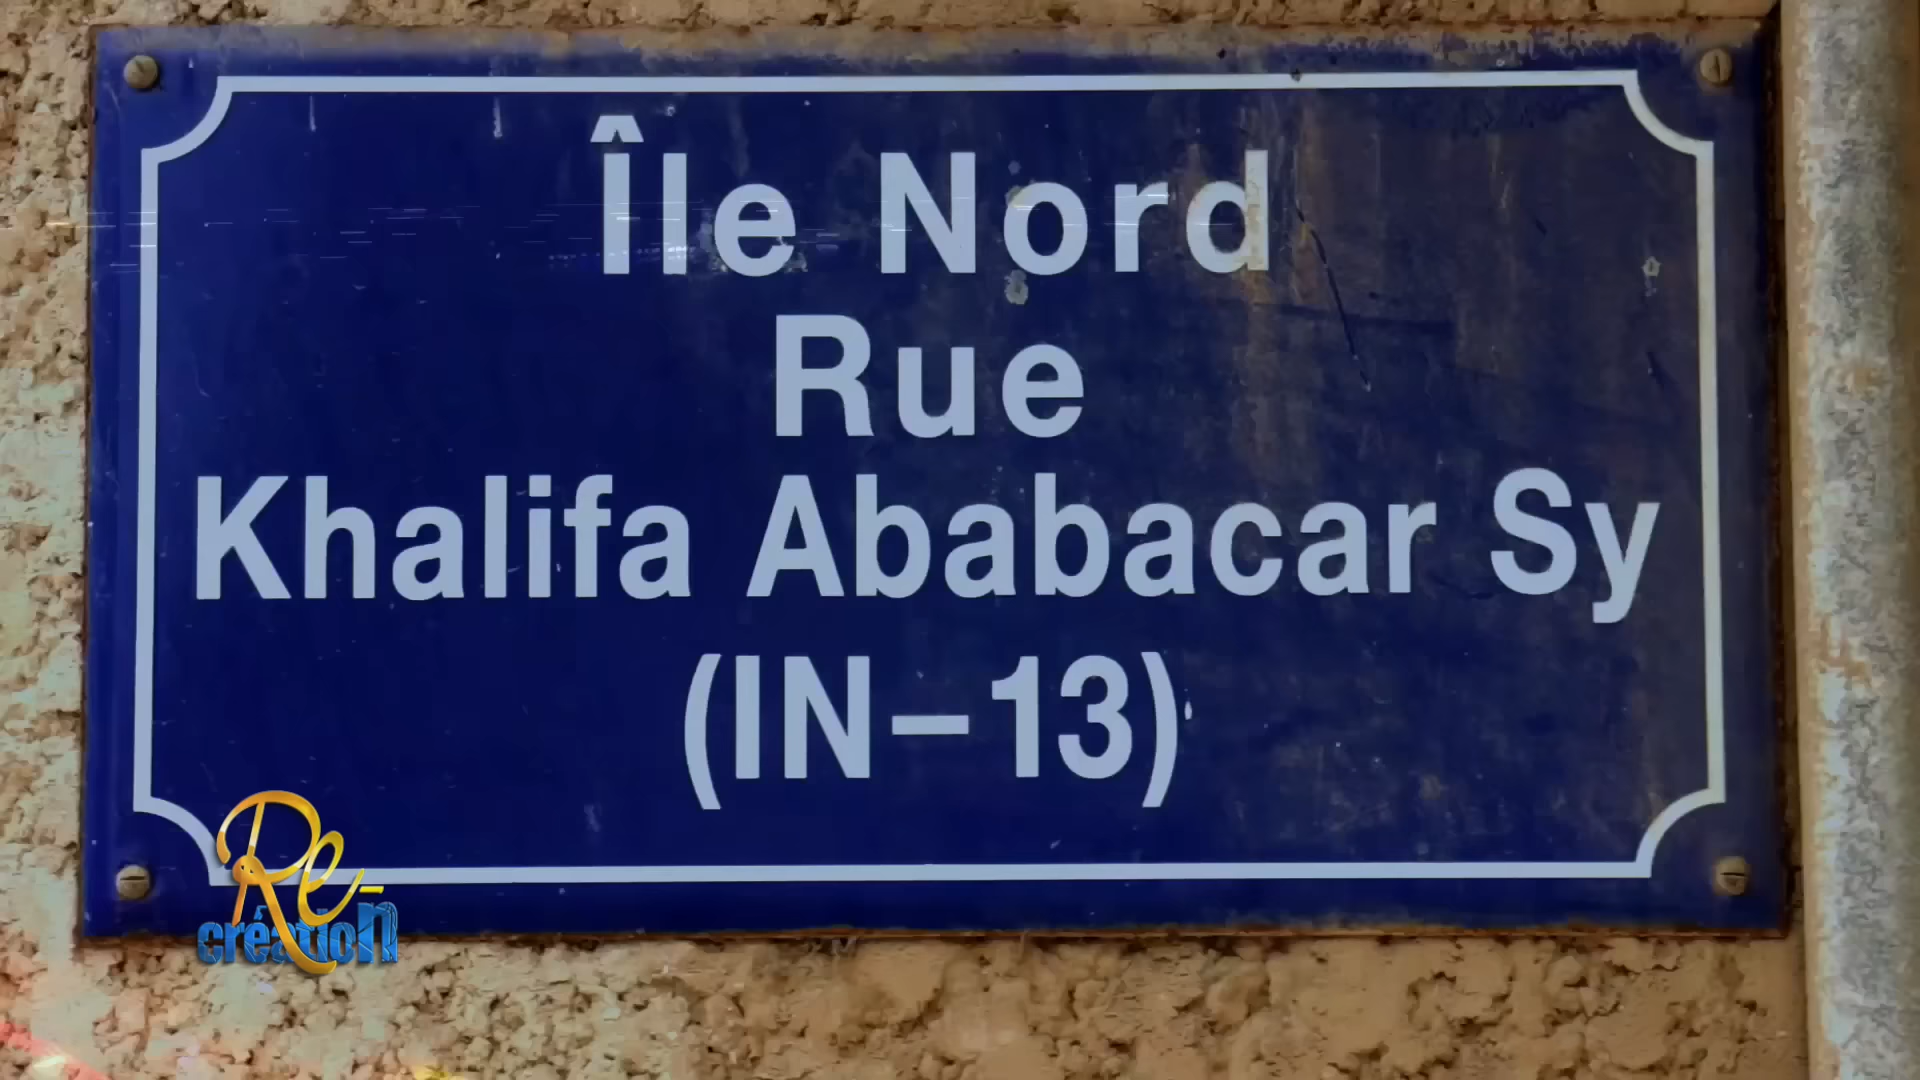 Île Nord
Rue
Khalifa Ababacar Sy
(IN-13)
Re-
création